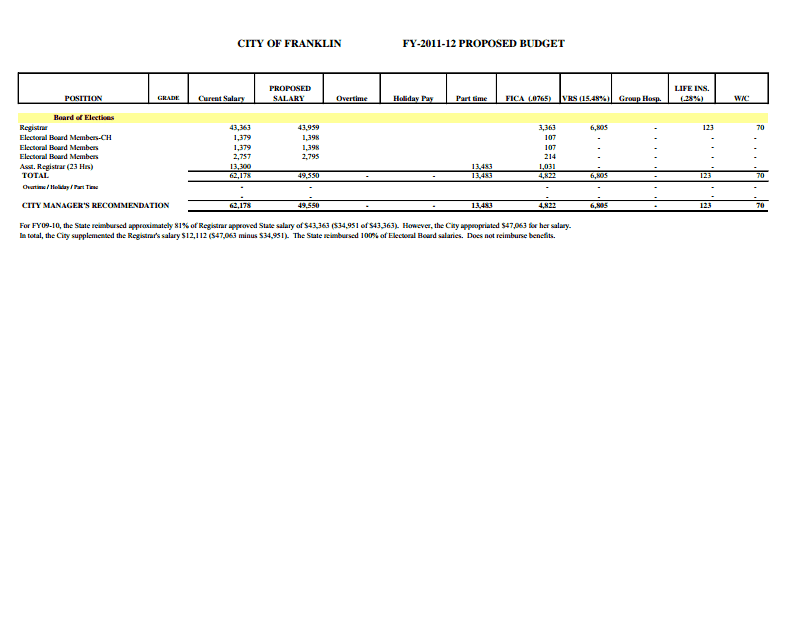 CITY OF FRANKLIN FY-2011-12 PROPOSED BUDGET
PROPOSED LIFE INS.
POSITION GRADE Curent Salary SALARY Overtime Holiday Pay Part time FICA (.0765) VRS (15.48%) Group Hosp. (.28%) W/C
Board of Elections
Registrar 43,363 43,959 3,363 6,805 - 123 70
Electoral Board Members-CH 1,379 1,398 107 - - - -
Electoral Board Members 1,379 1,398 107 - - - -
Electoral Board Members 2,757 2,795 214 - - - -
Asst. Registrar (23 Hrs) 13,300 13,483 1,031 - - - -
TOTAL 62,178 49,550 - - 13,483 4,822 6,805 - 123 70
Overtime / Holiday / Part Time - - - - - - -
- - - - - - -
CITY MANAGER'S RECOMMENDATION 62,178 49,550 - - 13,483 4,822 6,805 - 123 70
For FY09-10, the State reimbursed approximately 81% of Registrar approved State salary of $43,363 ($34,951 of $43,363). However, the City appropriated $47,063 for her salary.
In total, the City supplemented the Registrar's salary $12,112 ($47,063 minus $34,951). The State reimbursed 100% of Electoral Board salaries. Does not reimburse benefits.